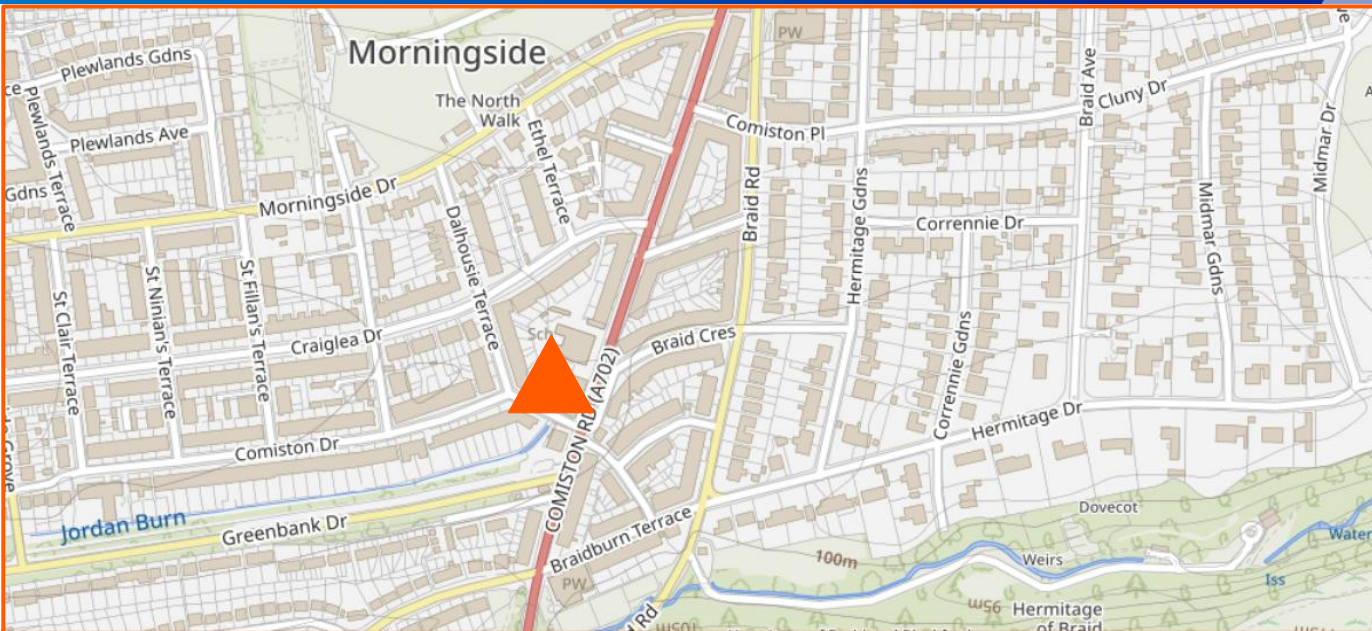 Plewlands Gdns
Morningside
The North
Walk
PW
Braid Ave
Cluny Dr
Plewlands Terrace
Plewlands Ave
Ethel Terrace
Comiston Pl
Midmar Dr
Gdns
Morningside Dr
Dalhousie Terrace
Braid Rd
Hermitage Gdns
Corrennie Dr
Midmar Gdns
St Clair Terrace
St Ninian's Terrace
St Fillan's Terrace
Craiglea Dr
Sch
Braid Cres
COMISTON RD (A702)
Corrennie Gdns
Hermitage Dr
Comiston Dr
Grove
Jordan Burn
Greenbank Dr
Braidburn Terrace
PW
Dovecot
100m
Weirs
Water
Iss
95m
Hermitage
of Braid
Rd